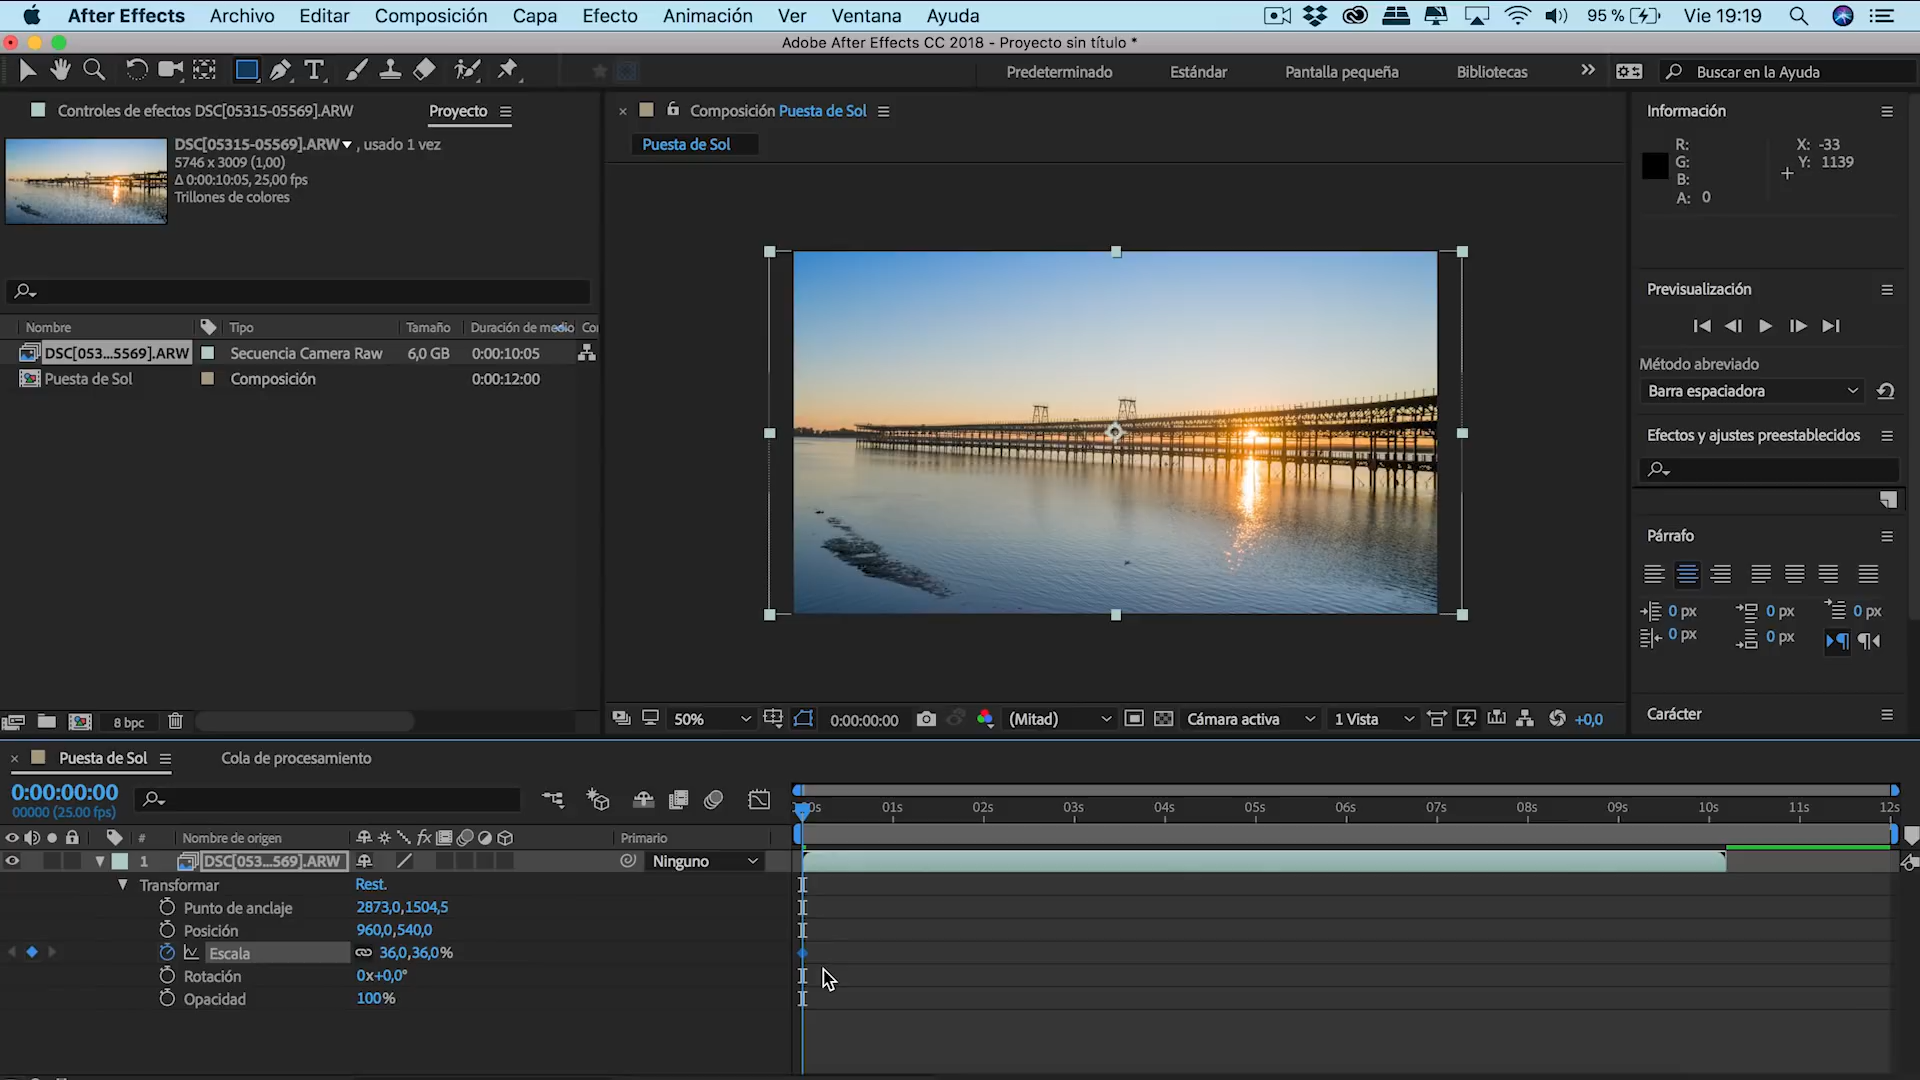 After Effects Archivo Editar Composición Capa Efecto Animación Ver Ventana Ayuda 95 % Vie 19:19
Adobe After Effects CC 2018 - Proyecto sin título *
Predeterminado Estándar Pantalla pequeña Bibliotecas Buscar en la Ayuda
Controles de efectos DSC[05315-05569].ARW Proyecto
DSC[05315-05569].ARW , usado 1 vez
5746 x 3009 (1,00)
Δ 0:00:10:05, 25,00 fps
Trillones de colores
Nombre Tipo Tamaño Duración de medio Co
DSC[053...5569].ARW Secuencia Camera Raw 6,0 GB 0:00:10:05
Puesta de Sol Composición 0:00:12:00
8 bpc
Composición Puesta de Sol
Puesta de Sol
50% 0:00:00:00 (Mitad) Cámara activa 1 Vista +0,0
Información
R: X: -33
G: Y: 1139
B:
A: 0
Previsualización
Método abreviado
Barra espaciadora
Efectos y ajustes preestablecidos
Párrafo
0 px 0 px 0 px
0 px 0 px
Carácter
Puesta de Sol Cola de procesamiento
0:00:00:00
00000 (25.00 fps)
0s 01s 02s 03s 04s 05s 06s 07s 08s 09s 10s 11s 12s
# Nombre de origen fx Primario
1 DSC[053...569].ARW Ninguno
Transformar Rest.
Punto de anclaje 2873,0,1504,5
Posición 960,0,540,0
Escala 36,0,36,0%
Rotación 0x+0,0°
Opacidad 100%